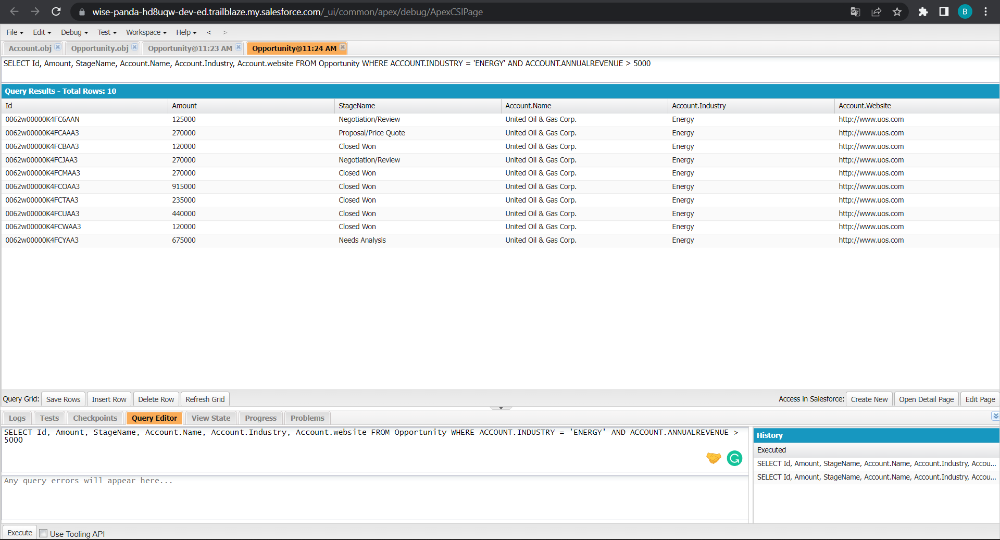 wise-panda-hd8uqw-dev-ed.trailblaze.my.salesforce.com/_ui/common/apex/debug/ApexCSIPage B
File Edit Debug Test Workspace Help < >
Account.obj Opportunity.obj Opportunity@11:23 AM Opportunity@11:24 AM
SELECT Id, Amount, StageName, Account.Name, Account.Industry, Account.website FROM Opportunity WHERE ACCOUNT.INDUSTRY = 'ENERGY' AND ACCOUNT.ANNUALREVENUE > 5000
Query Results - Total Rows: 10
Id Amount StageName Account.Name Account.Industry Account.Website
0062w00000K4FC6AAN 125000 Negotiation/Review United Oil & Gas Corp. Energy http://www.uos.com
0062w00000K4FCAAA3 270000 Proposal/Price Quote United Oil & Gas Corp. Energy http://www.uos.com
0062w00000K4FCBAA3 120000 Closed Won United Oil & Gas Corp. Energy http://www.uos.com
0062w00000K4FCJAA3 270000 Negotiation/Review United Oil & Gas Corp. Energy http://www.uos.com
0062w00000K4FCMAA3 270000 Closed Won United Oil & Gas Corp. Energy http://www.uos.com
0062w00000K4FCOAA3 915000 Closed Won United Oil & Gas Corp. Energy http://www.uos.com
0062w00000K4FCTAA3 235000 Closed Won United Oil & Gas Corp. Energy http://www.uos.com
0062w00000K4FCUAA3 440000 Closed Won United Oil & Gas Corp. Energy http://www.uos.com
0062w00000K4FCWAA3 120000 Closed Won United Oil & Gas Corp. Energy http://www.uos.com
0062w00000K4FCYAA3 675000 Needs Analysis United Oil & Gas Corp. Energy http://www.uos.com
Query Grid: Save Rows Insert Row Delete Row Refresh Grid Access in Salesforce: Create New Open Detail Page Edit Page
Logs Tests Checkpoints Query Editor View State Progress Problems
SELECT Id, Amount, StageName, Account.Name, Account.Industry, Account.website FROM Opportunity WHERE ACCOUNT.INDUSTRY = 'ENERGY' AND ACCOUNT.ANNUALREVENUE >
5000
Any query errors will appear here...
History
Executed
SELECT Id, Amount, StageName, Account.Name, Account.Industry, Accou...
SELECT Id, Amount, StageName, Account.Name, Account.Industry, Accou...
Execute Use Tooling API